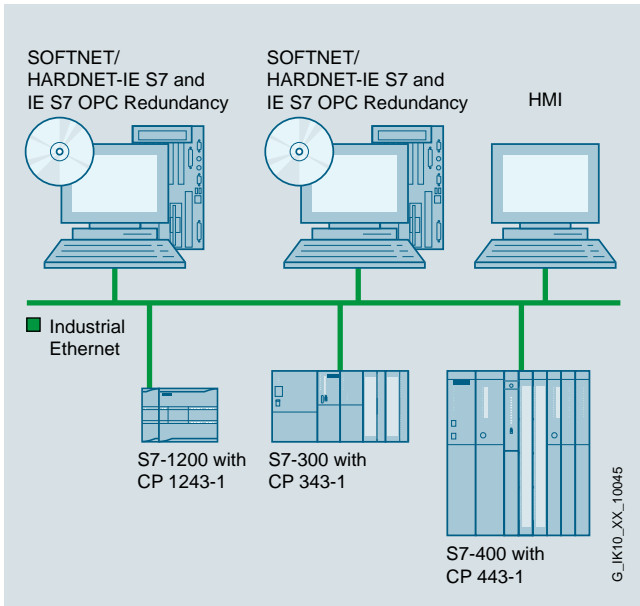 SOFTNET/
HARDNET-IE S7 and
IE S7 OPC Redundancy
SOFTNET/
HARDNET-IE S7 and
IE S7 OPC Redundancy
HMI
Industrial
Ethernet
S7-1200 with
CP 1243-1
S7-300 with
CP 343-1
S7-400 with
CP 443-1
G_IK10_XX_10045